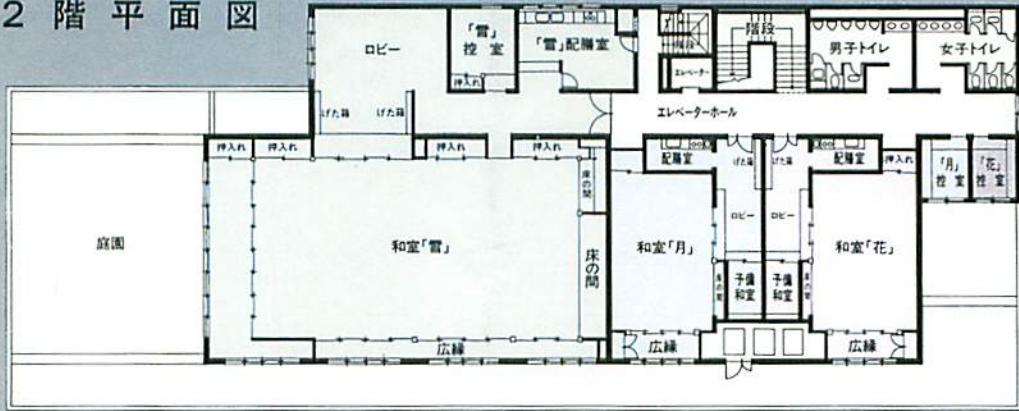 2階平面図
ロビー
「雪」
控室
押入れ
「雪」配膳室
階段
エレベーター
階段
男子トイレ
女子トイレ
げた箱
げた箱
エレベーターホール
押入れ
押入れ
押入れ
押入れ
床の間
配膳室
げた箱
げた箱
配膳室
押入れ
「月」
控室
「花」
控室
庭園
和室「雪」
床の間
和室「月」
ロビー
ロビー
和室「花」
床の間
予備
和室
予備
和室
床の間
広縁
広縁
広縁